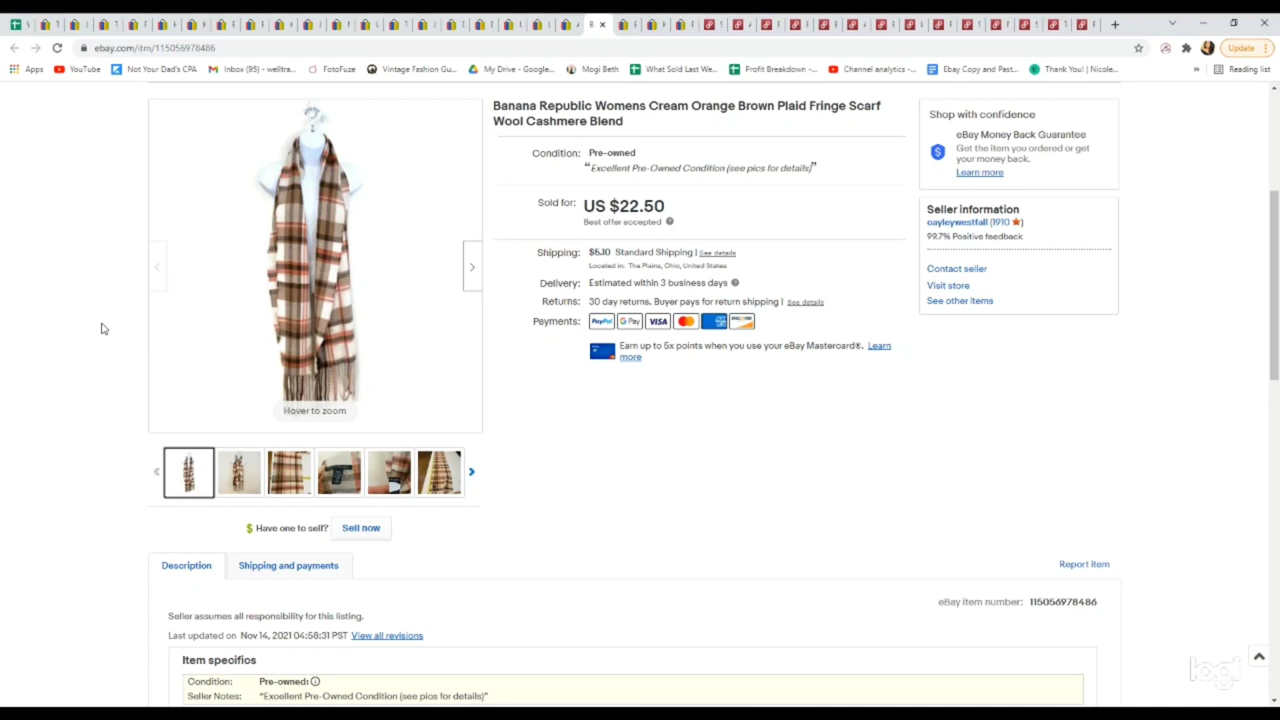 ebay.com/itm/115056978486
Update
Apps
YouTube
Not Your Dad's CPA
Inbox (95) - welltra...
FotoFuze
Vintage Fashion Gu...
My Drive - Google...
Mogi Beth
What Sold Last We...
Profit Breakdown -...
Channel analytics -...
Ebay Copy and Past...
Thank You! | Nicole...
»
Reading list
Banana Republic Womens Cream Orange Brown Plaid Fringe Scarf
Wool Cashmere Blend
Condition: Pre-owned
"Excellent Pre-Owned Condition (see pics for details)"
Sold for: US $22.50
Best offer accepted
Shipping: $5.10 Standard Shipping | See details
Located in: The Plains, Ohio, United States
Delivery: Estimated within 3 business days
Returns: 30 day returns. Buyer pays for return shipping | See details
Payments: PayPal G Pay VISA DISCOVER
Earn up to 5x points when you use your eBay Mastercard®. Learn
more
Shop with confidence
eBay Money Back Guarantee
Get the item you ordered or get
your money back.
Learn more
Seller information
cayleywestfall (1910 ★)
99.7% Positive feedback
Contact seller
Visit store
See other items
Hover to zoom
$ Have one to sell? Sell now
Description
Shipping and payments
Report item
eBay item number: 115056978486
Seller assumes all responsibility for this listing.
Last updated on Nov 14, 2021 04:58:31 PST View all revisions
Item specifics
Condition: Pre-owned:
Seller Notes: "Excellent Pre-Owned Condition (see pics for details)"
logi